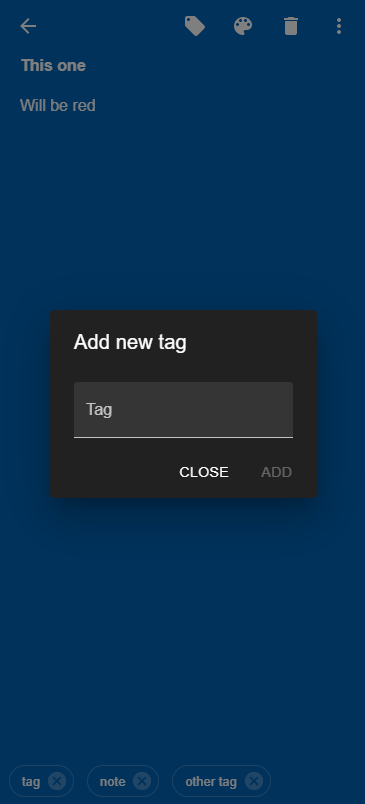 This one
Will be red
Add new tag
Tag
CLOSE ADD
tag note other tag